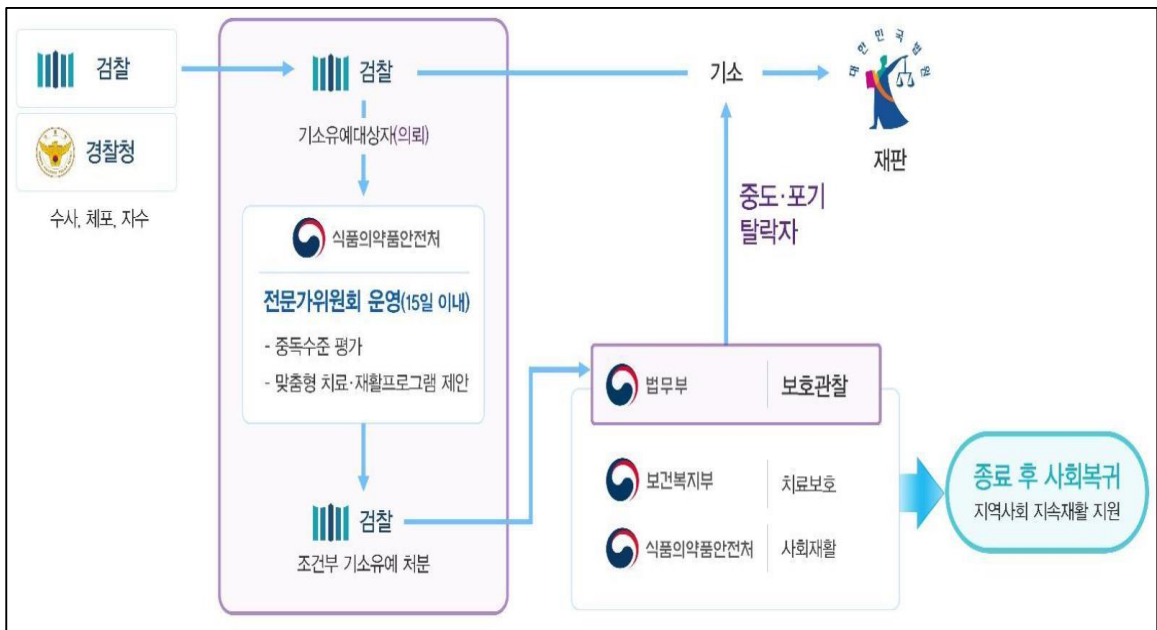 검찰
경찰청
수사, 체포, 자수
검찰
기소유예대상자(의뢰)
식품의약품안전처
전문가위원회 운영(15일 이내)
- 중독수준 평가
- 맞춤형 치료·재활프로그램 제안
검찰
조건부 기소유예 처분
기소
대한민국법원
재판
중도·포기
탈락자
법무부 보호관찰
보건복지부 치료보호
식품의약품안전처 사회재활
종료 후 사회복귀
지역사회 지속재활 지원